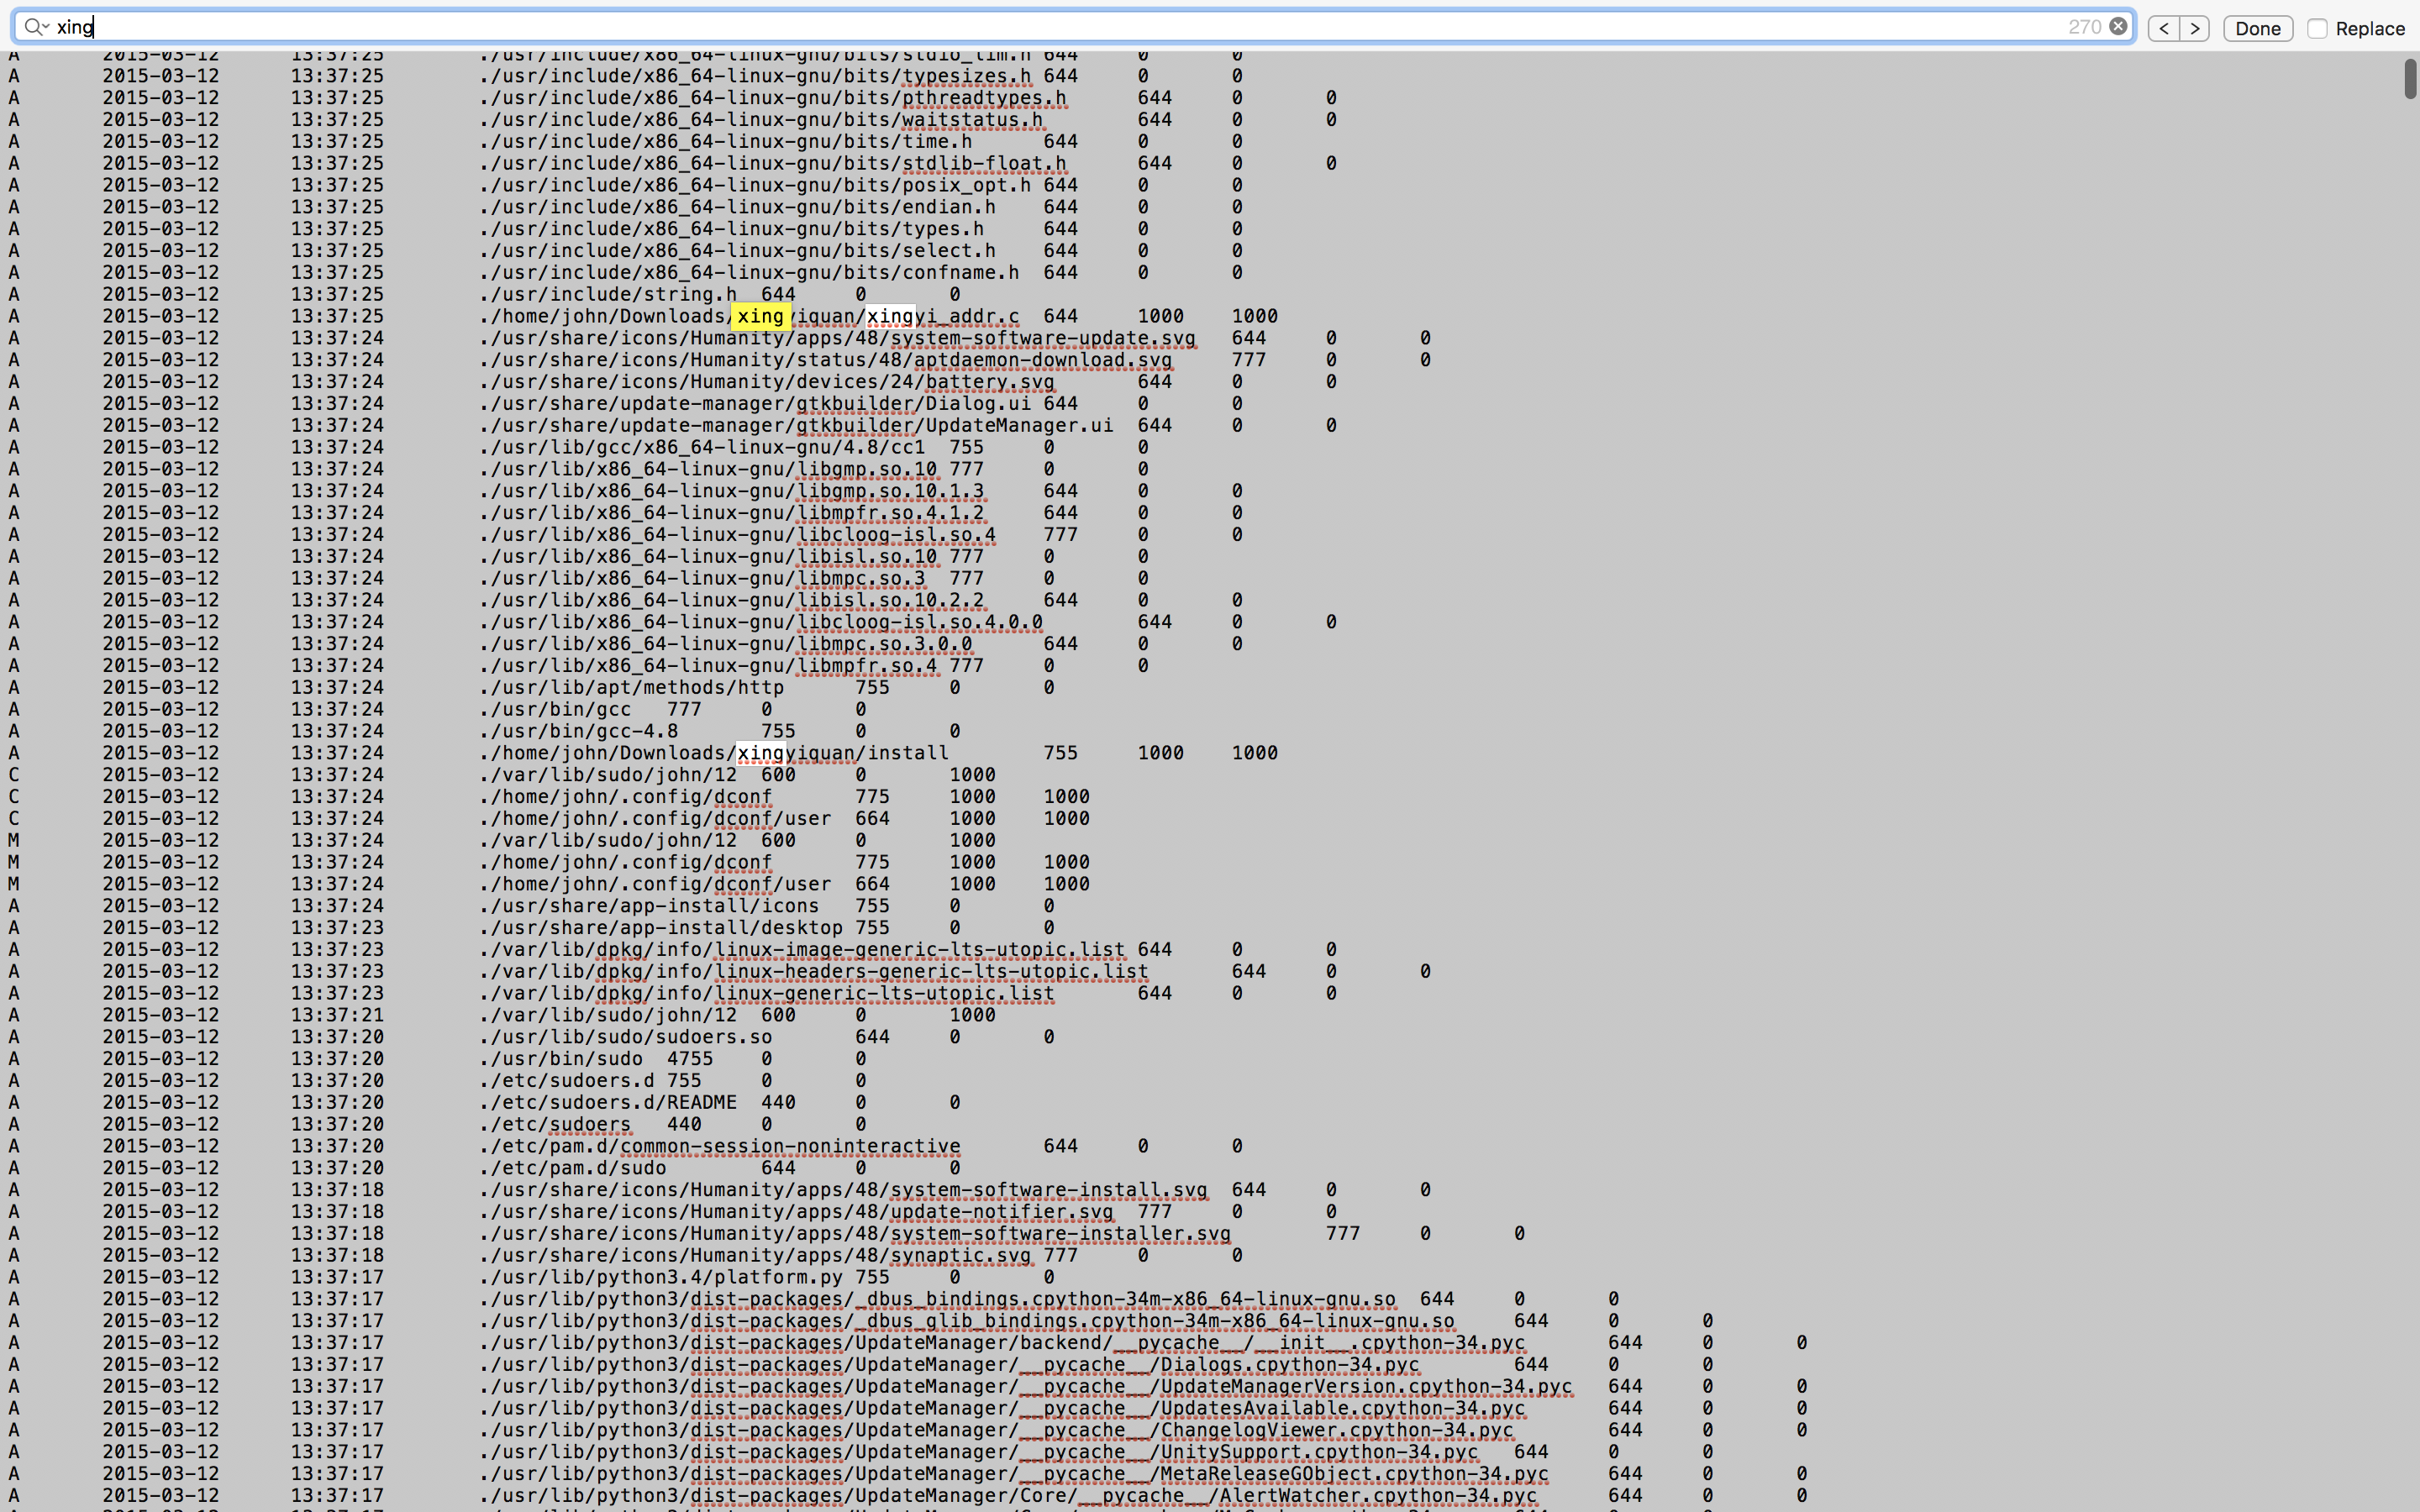 xing 270 Done Replace
A 2015-03-12 13:37:25 ./usr/include/x86_64-linux-gnu/bits/stdio_lim.h 644 0 0
A 2015-03-12 13:37:25 ./usr/include/x86_64-linux-gnu/bits/typesizes.h 644 0 0
A 2015-03-12 13:37:25 ./usr/include/x86_64-linux-gnu/bits/pthreadtypes.h 644 0 0
A 2015-03-12 13:37:25 ./usr/include/x86_64-linux-gnu/bits/waitstatus.h 644 0 0
A 2015-03-12 13:37:25 ./usr/include/x86_64-linux-gnu/bits/time.h 644 0 0
A 2015-03-12 13:37:25 ./usr/include/x86_64-linux-gnu/bits/stdlib-float.h 644 0 0
A 2015-03-12 13:37:25 ./usr/include/x86_64-linux-gnu/bits/posix_opt.h 644 0 0
A 2015-03-12 13:37:25 ./usr/include/x86_64-linux-gnu/bits/endian.h 644 0 0
A 2015-03-12 13:37:25 ./usr/include/x86_64-linux-gnu/bits/types.h 644 0 0
A 2015-03-12 13:37:25 ./usr/include/x86_64-linux-gnu/bits/select.h 644 0 0
A 2015-03-12 13:37:25 ./usr/include/x86_64-linux-gnu/bits/confname.h 644 0 0
A 2015-03-12 13:37:25 ./usr/include/string.h 644 0 0
A 2015-03-12 13:37:25 ./home/john/Downloads/xingyiquan/xingyi_addr.c 644 1000 1000
A 2015-03-12 13:37:24 ./usr/share/icons/Humanity/apps/48/system-software-update.svg 644 0 0
A 2015-03-12 13:37:24 ./usr/share/icons/Humanity/status/48/aptdaemon-download.svg 777 0 0
A 2015-03-12 13:37:24 ./usr/share/icons/Humanity/devices/24/battery.svg 644 0 0
A 2015-03-12 13:37:24 ./usr/share/update-manager/gtkbuilder/Dialog.ui 644 0 0
A 2015-03-12 13:37:24 ./usr/share/update-manager/gtkbuilder/UpdateManager.ui 644 0 0
A 2015-03-12 13:37:24 ./usr/lib/gcc/x86_64-linux-gnu/4.8/cc1 755 0 0
A 2015-03-12 13:37:24 ./usr/lib/x86_64-linux-gnu/libgmp.so.10 777 0 0
A 2015-03-12 13:37:24 ./usr/lib/x86_64-linux-gnu/libgmp.so.10.1.3 644 0 0
A 2015-03-12 13:37:24 ./usr/lib/x86_64-linux-gnu/libmpfr.so.4.1.2 644 0 0
A 2015-03-12 13:37:24 ./usr/lib/x86_64-linux-gnu/libcloog-isl.so.4 777 0 0
A 2015-03-12 13:37:24 ./usr/lib/x86_64-linux-gnu/libisl.so.10 777 0 0
A 2015-03-12 13:37:24 ./usr/lib/x86_64-linux-gnu/libmpc.so.3 777 0 0
A 2015-03-12 13:37:24 ./usr/lib/x86_64-linux-gnu/libisl.so.10.2.2 644 0 0
A 2015-03-12 13:37:24 ./usr/lib/x86_64-linux-gnu/libcloog-isl.so.4.0.0 644 0 0
A 2015-03-12 13:37:24 ./usr/lib/x86_64-linux-gnu/libmpc.so.3.0.0 644 0 0
A 2015-03-12 13:37:24 ./usr/lib/x86_64-linux-gnu/libmpfr.so.4 777 0 0
A 2015-03-12 13:37:24 ./usr/lib/apt/methods/http 755 0 0
A 2015-03-12 13:37:24 ./usr/bin/gcc 777 0 0
A 2015-03-12 13:37:24 ./usr/bin/gcc-4.8 755 0 0
A 2015-03-12 13:37:24 ./home/john/Downloads/xingyiquan/install 755 1000 1000
C 2015-03-12 13:37:24 ./var/lib/sudo/john/12 600 0 1000
C 2015-03-12 13:37:24 ./home/john/.config/dconf 775 1000 1000
C 2015-03-12 13:37:24 ./home/john/.config/dconf/user 664 1000 1000
M 2015-03-12 13:37:24 ./var/lib/sudo/john/12 600 0 1000
M 2015-03-12 13:37:24 ./home/john/.config/dconf 775 1000 1000
M 2015-03-12 13:37:24 ./home/john/.config/dconf/user 664 1000 1000
A 2015-03-12 13:37:24 ./usr/share/app-install/icons 755 0 0
A 2015-03-12 13:37:23 ./usr/share/app-install/desktop 755 0 0
A 2015-03-12 13:37:23 ./var/lib/dpkg/info/linux-image-generic-lts-utopic.list 644 0 0
A 2015-03-12 13:37:23 ./var/lib/dpkg/info/linux-headers-generic-lts-utopic.list 644 0 0
A 2015-03-12 13:37:23 ./var/lib/dpkg/info/linux-generic-lts-utopic.list 644 0 0
A 2015-03-12 13:37:21 ./var/lib/sudo/john/12 600 0 1000
A 2015-03-12 13:37:20 ./usr/lib/sudo/sudoers.so 644 0 0
A 2015-03-12 13:37:20 ./usr/bin/sudo 4755 0 0
A 2015-03-12 13:37:20 ./etc/sudoers.d 755 0 0
A 2015-03-12 13:37:20 ./etc/sudoers.d/README 440 0 0
A 2015-03-12 13:37:20 ./etc/sudoers 440 0 0
A 2015-03-12 13:37:20 ./etc/pam.d/common-session-noninteractive 644 0 0
A 2015-03-12 13:37:20 ./etc/pam.d/sudo 644 0 0
A 2015-03-12 13:37:18 ./usr/share/icons/Humanity/apps/48/system-software-install.svg 644 0 0
A 2015-03-12 13:37:18 ./usr/share/icons/Humanity/apps/48/update-notifier.svg 777 0 0
A 2015-03-12 13:37:18 ./usr/share/icons/Humanity/apps/48/system-software-installer.svg 777 0 0
A 2015-03-12 13:37:18 ./usr/share/icons/Humanity/apps/48/synaptic.svg 777 0 0
A 2015-03-12 13:37:17 ./usr/lib/python3.4/platform.py 755 0 0
A 2015-03-12 13:37:17 ./usr/lib/python3/dist-packages/_dbus_bindings.cpython-34m-x86_64-linux-gnu.so 644 0 0
A 2015-03-12 13:37:17 ./usr/lib/python3/dist-packages/_dbus_glib_bindings.cpython-34m-x86_64-linux-gnu.so 644 0 0
A 2015-03-12 13:37:17 ./usr/lib/python3/dist-packages/UpdateManager/backend/__pycache__/__init__.cpython-34.pyc 644 0 0
A 2015-03-12 13:37:17 ./usr/lib/python3/dist-packages/UpdateManager/__pycache__/Dialogs.cpython-34.pyc 644 0 0
A 2015-03-12 13:37:17 ./usr/lib/python3/dist-packages/UpdateManager/__pycache__/UpdateManagerVersion.cpython-34.pyc 644 0 0
A 2015-03-12 13:37:17 ./usr/lib/python3/dist-packages/UpdateManager/__pycache__/UpdatesAvailable.cpython-34.pyc 644 0 0
A 2015-03-12 13:37:17 ./usr/lib/python3/dist-packages/UpdateManager/__pycache__/ChangelogViewer.cpython-34.pyc 644 0 0
A 2015-03-12 13:37:17 ./usr/lib/python3/dist-packages/UpdateManager/__pycache__/UnitySupport.cpython-34.pyc 644 0 0
A 2015-03-12 13:37:17 ./usr/lib/python3/dist-packages/UpdateManager/__pycache__/MetaReleaseGObject.cpython-34.pyc 644 0 0
A 2015-03-12 13:37:17 ./usr/lib/python3/dist-packages/UpdateManager/Core/__pycache__/AlertWatcher.cpython-34.pyc 644 0 0